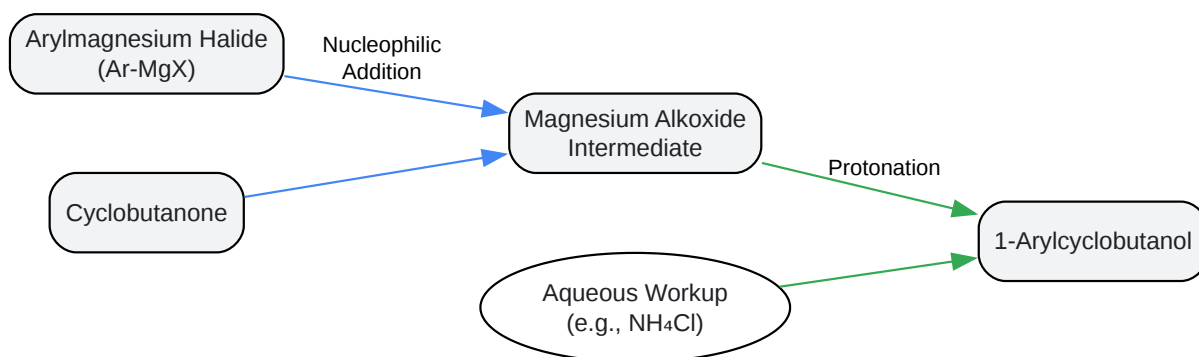 Arylmagnesium Halide
(Ar-MgX)
Nucleophilic
Addition
Cyclobutanone
Magnesium Alkoxide
Intermediate
Protonation
Aqueous Workup
(e.g., NH₄Cl)
1-Arylcyclobutanol